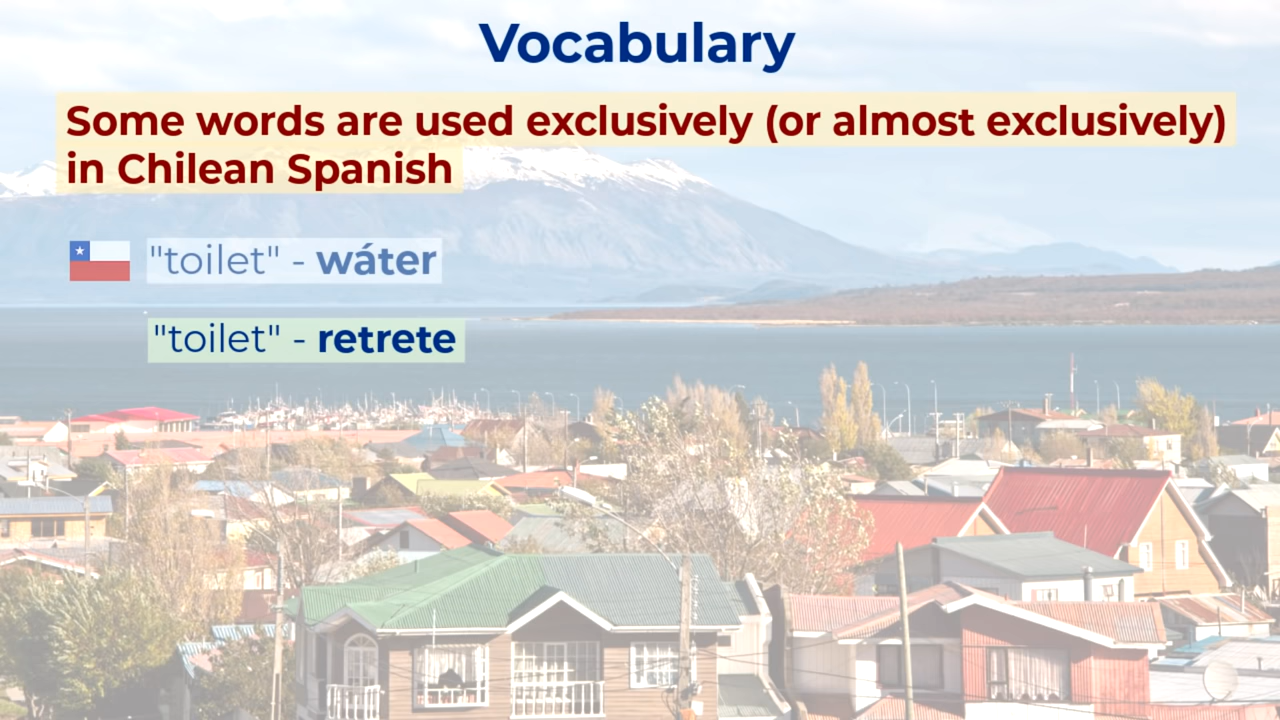 Vocabulary
Some words are used exclusively (or almost exclusively)
in Chilean Spanish
"toilet" - wáter
"toilet" - retrete